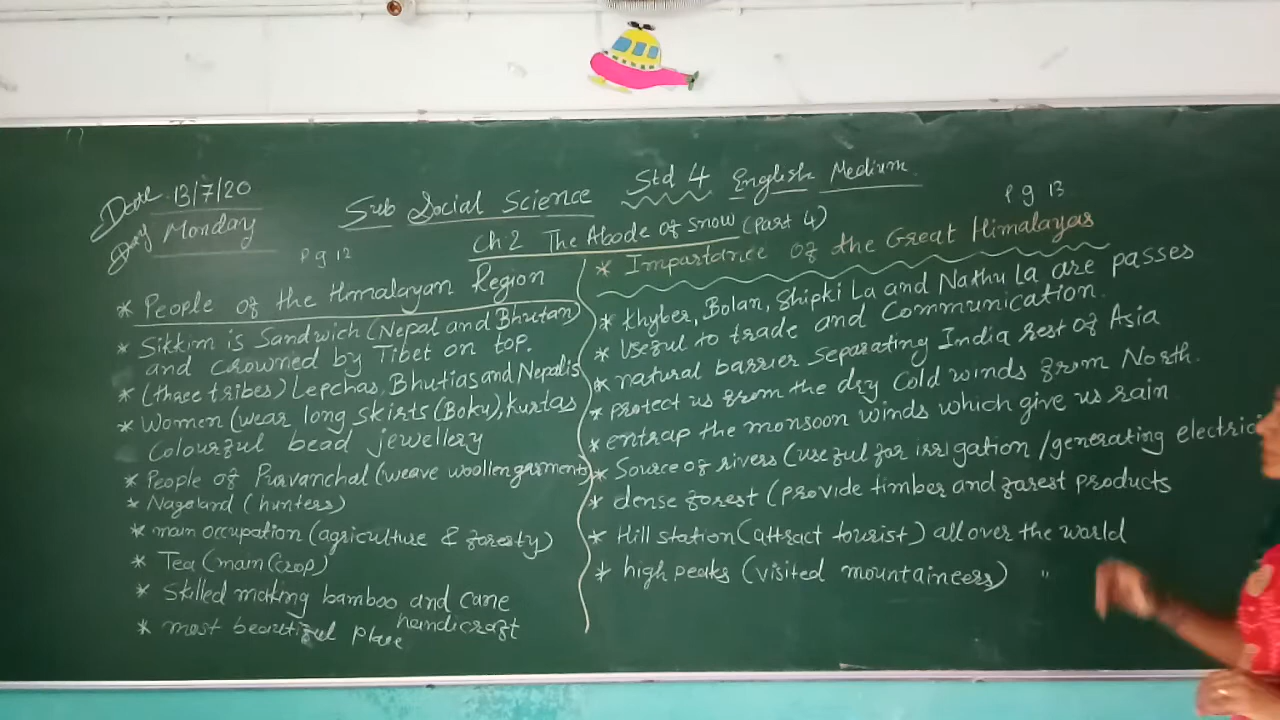 Date 13/7/20
Day Monday
Sub Social Science Std 4 English Medium
Ch 2 The Abode of Snow (Part 4)
Pg 12
* People of the Himalayan Region
* Sikkim is Sandwich (Nepal and Bhutan)
and crowned by Tibet on top.
* (three tribes) Lepchas, Bhutias and Nepalis
* Women (wear long skirts (Boku), Kurtas
Colourful bead jewellery
* People of Purvanchal (weave woollen garments)
* Nagaland (hunters)
* main occupation (agriculture & foresty)
* Tea (main Crop)
* Skilled making bamboo and cane
handicraft
* most beautiful place
Pg 13
* Importance of the Great Himalayas
* Khyber, Bolan, Shipki La and Nathu La are passes
* Useful to trade and Communication.
* natural barrier separating India rest of Asia
* protect us from the dry Cold winds from North.
* entrap the monsoon winds which give us rain
* Source of rivers (useful for irrigation / generating electrici
* dense forest (provide timber and forest products
* Hill station (attract tourist) all over the world
* high peaks (visited mountaineers) "